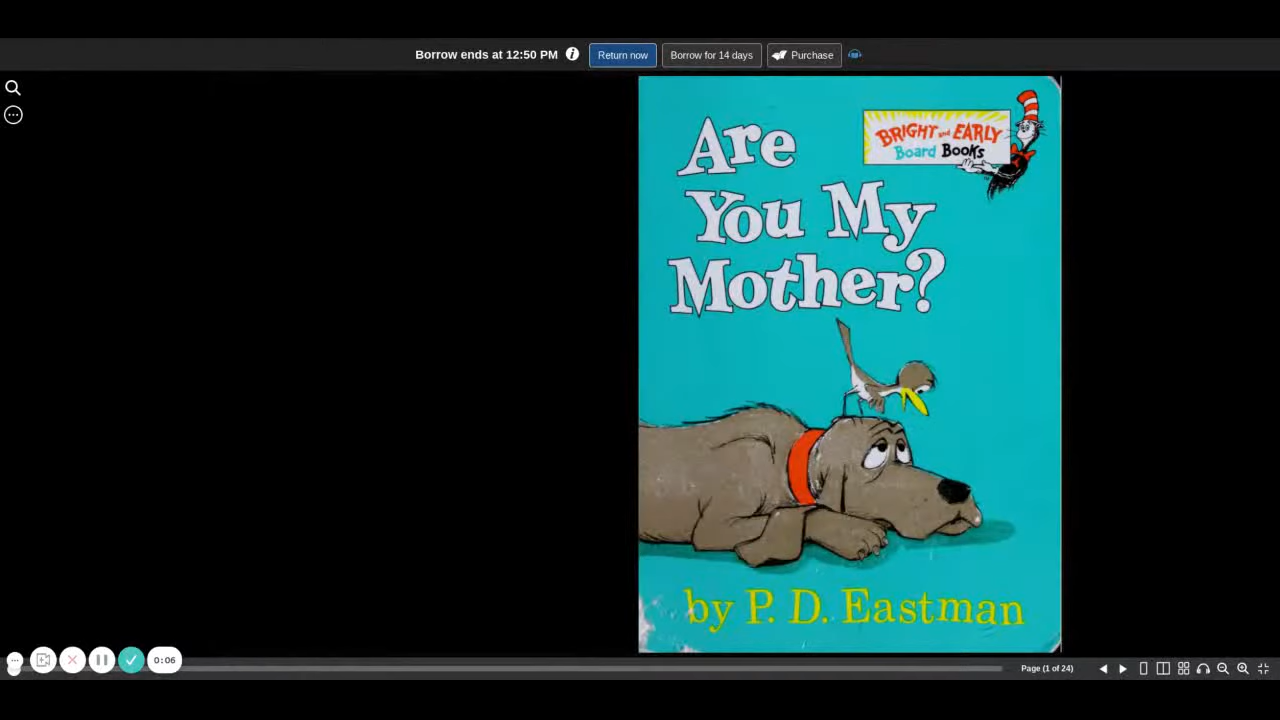 Borrow ends at 12:50 PM
Return now
Borrow for 14 days
Purchase
Are
You My
Mother?
BRIGHT and EARLY
Board Books
by P. D. Eastman
0:06
Page (1 of 24)